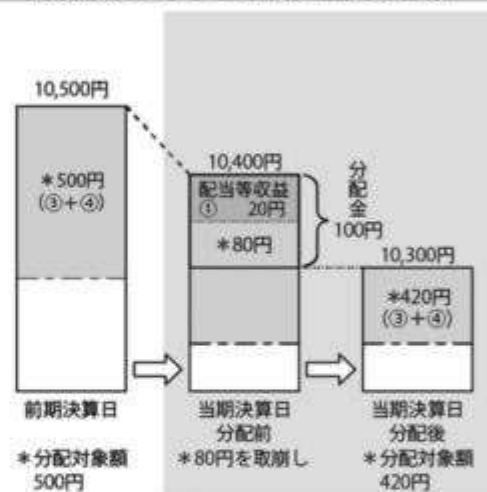 10,500円
*500円
(③+④)
前期決算日
*分配対象額
500円
10,400円
配当等収益
① 20円
*80円
分配金
100円
当期決算日
分配前
*80円を取崩し
10,300円
*420円
(③+④)
当期決算日
分配後
*分配対象額
420円